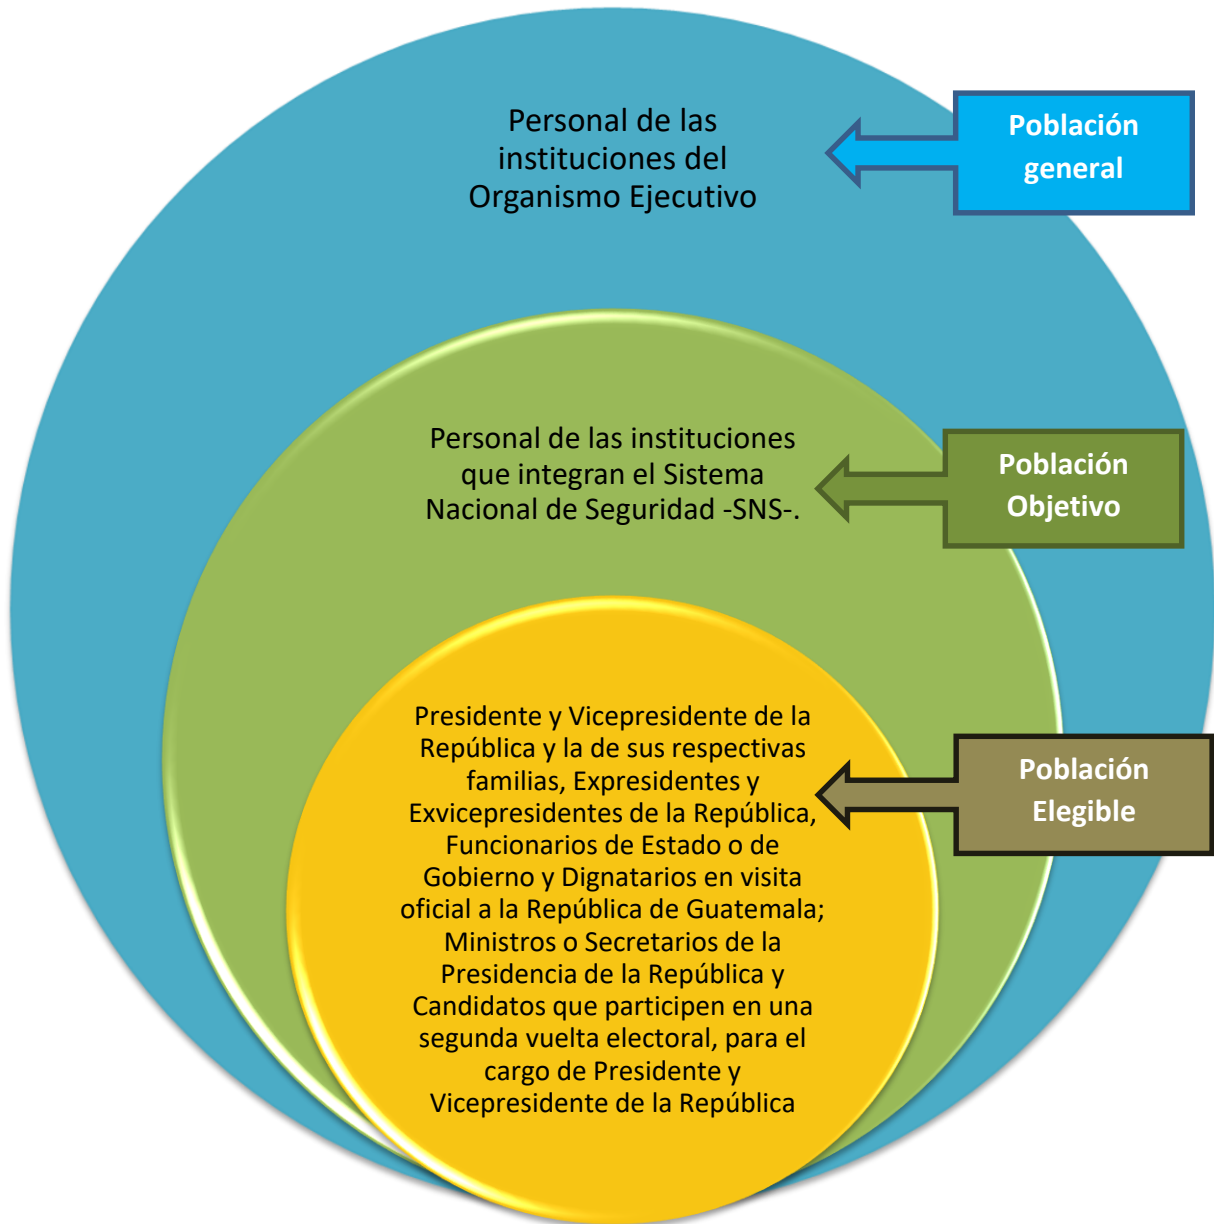 Personal de las
instituciones del
Organismo Ejecutivo
Población
general
Personal de las instituciones
que integran el Sistema
Nacional de Seguridad -SNS-.
Población
Objetivo
Presidente y Vicepresidente de la
República y la de sus respectivas
familias, Expresidentes y
Exvicepresidentes de la República,
Funcionarios de Estado o de
Gobierno y Dignatarios en visita
oficial a la República de Guatemala;
Ministros o Secretarios de la
Presidencia de la República y
Candidatos que participen en una
segunda vuelta electoral, para el
cargo de Presidente y
Vicepresidente de la República
Población
Elegible